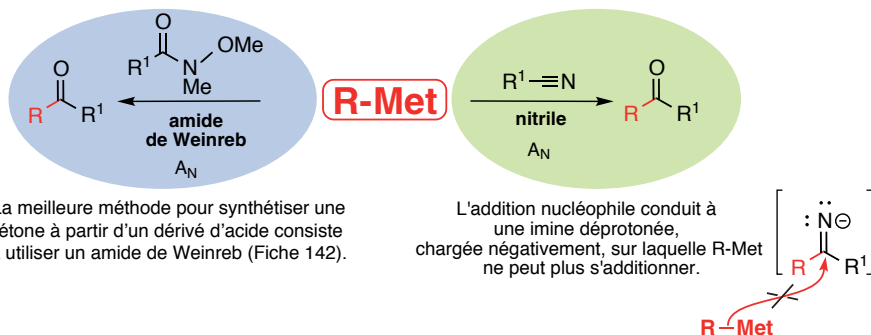 O
R¹
N
OMe
Me
O
R
R¹
amide
de Weinreb
A_N
R-Met
R¹
N
nitrile
A_N
O
R
R¹
La meilleure méthode pour synthétiser une
étone à partir d'un dérivé d'acide consiste
utiliser un amide de Weinreb (Fiche 142).
L'addition nucléophile conduit à
une imine déprotonée,
chargée négativement, sur laquelle R-Met
ne peut plus s'additionner.
N
R
R¹
R–Met